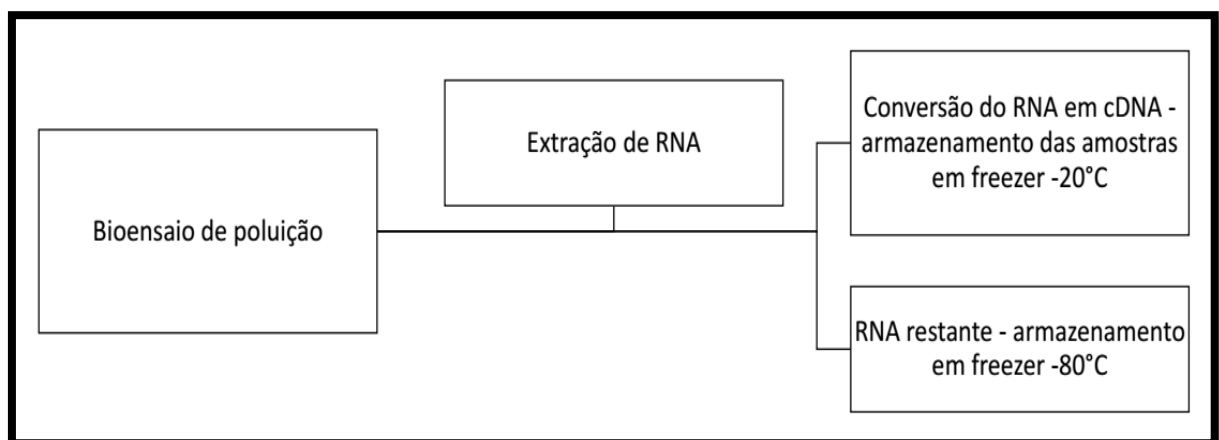 Bioensaio de poluição
Extração de RNA
Conversão do RNA em cDNA -
armazenamento das amostras
em freezer -20°C
RNA restante - armazenamento
em freezer -80°C